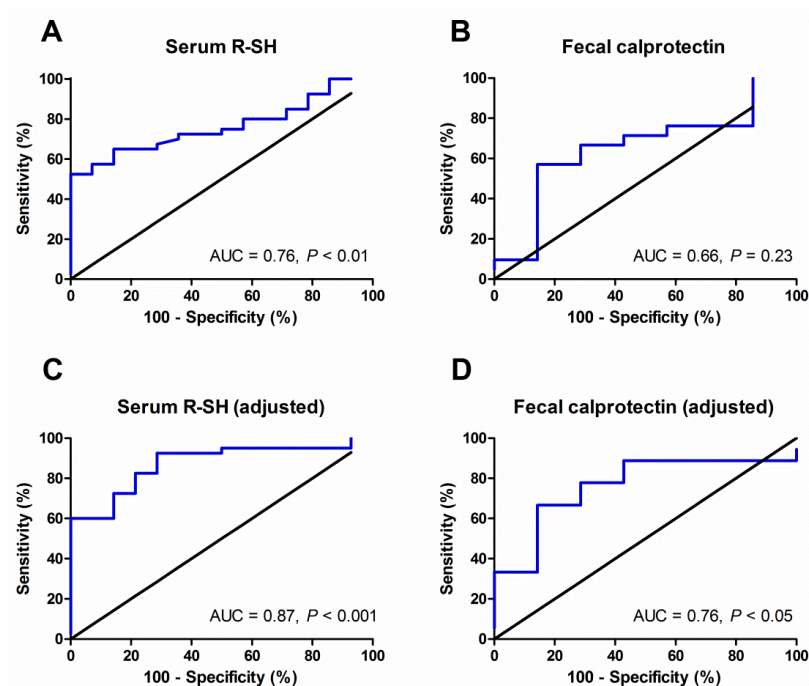 A
Serum R-SH
Sensitivity (%)
100
80
60
40
20
0
AUC = 0.76, P < 0.01
0 20 40 60 80 100
100 - Specificity (%)
B
Fecal calprotectin
Sensitivity (%)
100
80
60
40
20
0
AUC = 0.66, P = 0.23
0 20 40 60 80 100
100 - Specificity (%)
C
Serum R-SH (adjusted)
Sensitivity (%)
100
80
60
40
20
0
AUC = 0.87, P < 0.001
0 20 40 60 80 100
100 - Specificity (%)
D
Fecal calprotectin (adjusted)
Sensitivity (%)
100
80
60
40
20
0
AUC = 0.76, P < 0.05
0 20 40 60 80 100
100 - Specificity (%)